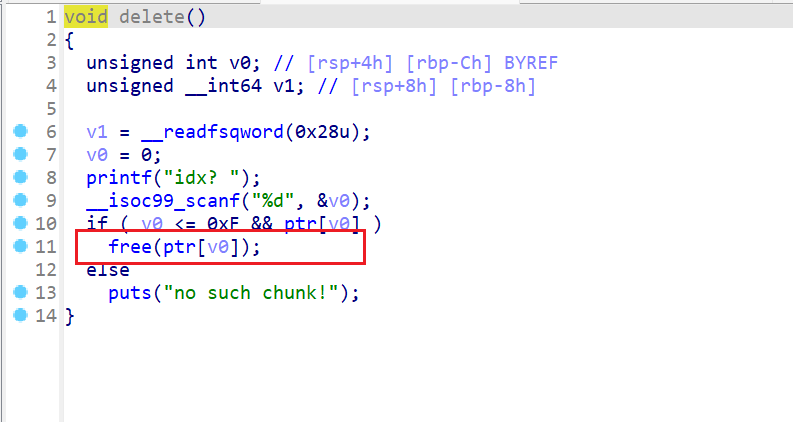 1 void delete()
2 {
3 unsigned int v0; // [rsp+4h] [rbp-Ch] BYREF
4 unsigned __int64 v1; // [rsp+8h] [rbp-8h]
5
6 v1 = __readfsqword(0x28u);
7 v0 = 0;
8 printf("idx? ");
9 __isoc99_scanf("%d", &v0);
10 if ( v0 <= 0xF && ptr[v0] )
11 free(ptr[v0]);
12 else
13 puts("no such chunk!");
14 }